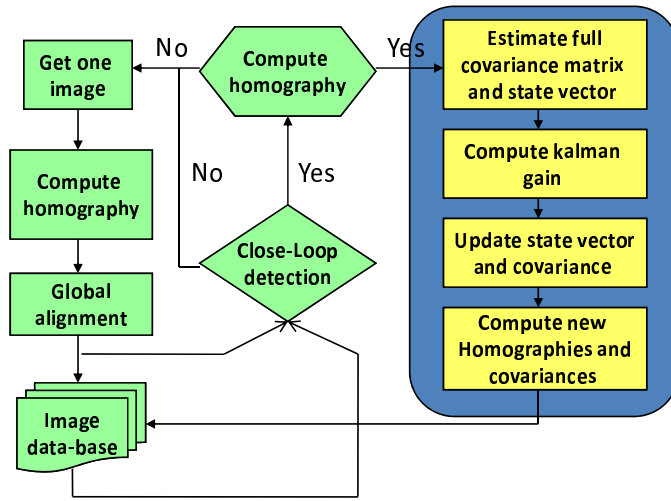 Get one
image
Compute
homography
Global
alignment
Image
data-base
No
Compute
homography
Yes
No
Yes
Close-Loop
detection
Estimate full
covariance matrix
and state vector
Compute kalman
gain
Update state vector
and covariance
Compute new
Homographies and
covariances